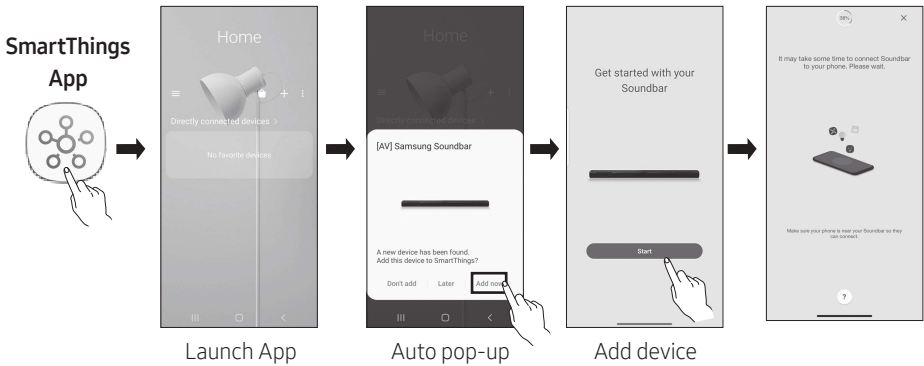 SmartThings
App
Home
Directly connected devices >
No favorite devices
Launch App
Home
Directly connected devices >
[AV] Samsung Soundbar
A new device has been found.
Add this device to SmartThings?
Don't add
Later
Add now
Auto pop-up
Get started with your
Soundbar
Start
Add device
38%
It may take some time to connect Soundbar
to your phone. Please wait.
Make sure your phone is near your Soundbar so they
can connect.
?